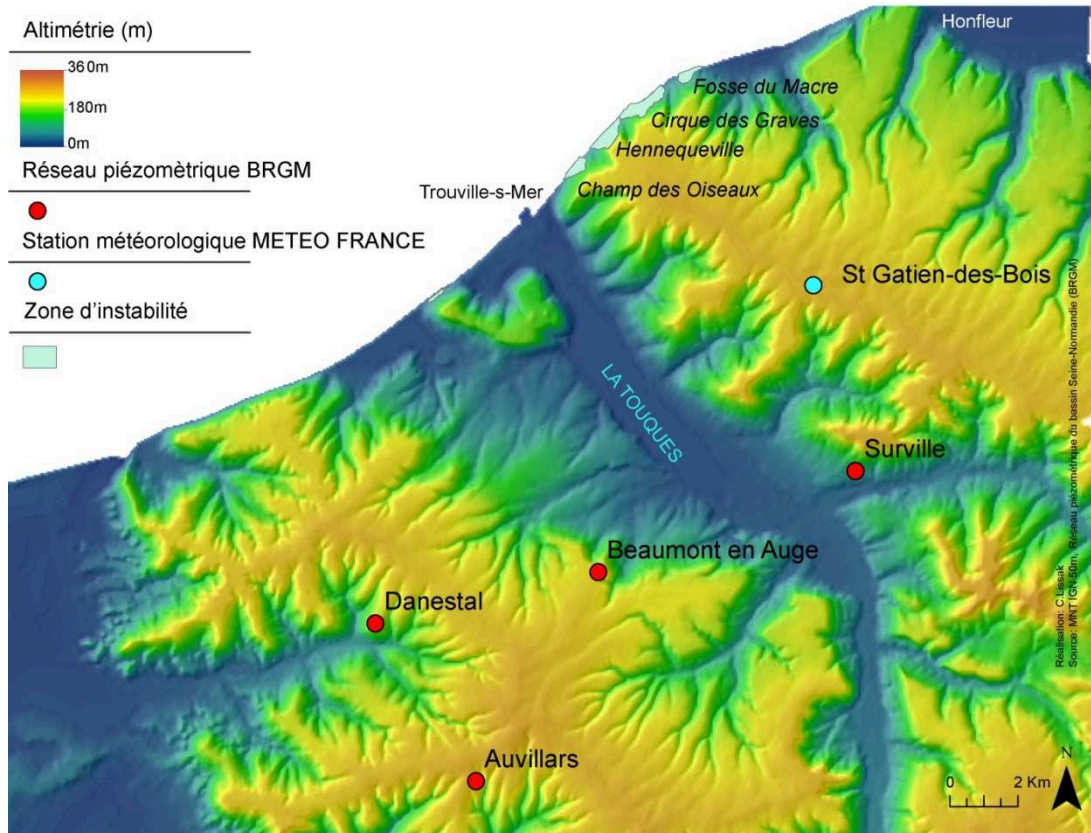 Altimétrie (m)
360m
180m
0m
Réseau piézomètrique BRGM
Station météorologique METEO FRANCE
Zone d'instabilité
Honfleur
Fosse du Macre
Cirque des Graves
Hennequeville
Trouville-s-Mer
Champ des Oiseaux
St Gatien-des-Bois
LA TOUQUES
Surville
Beaumont en Auge
Danestal
Auvillars
Réalisation: C Lissak
Source: MNT IGN 50m, Réseau piézométrique du bassin Seine-Normandie (BRGM)
N
0 2 Km